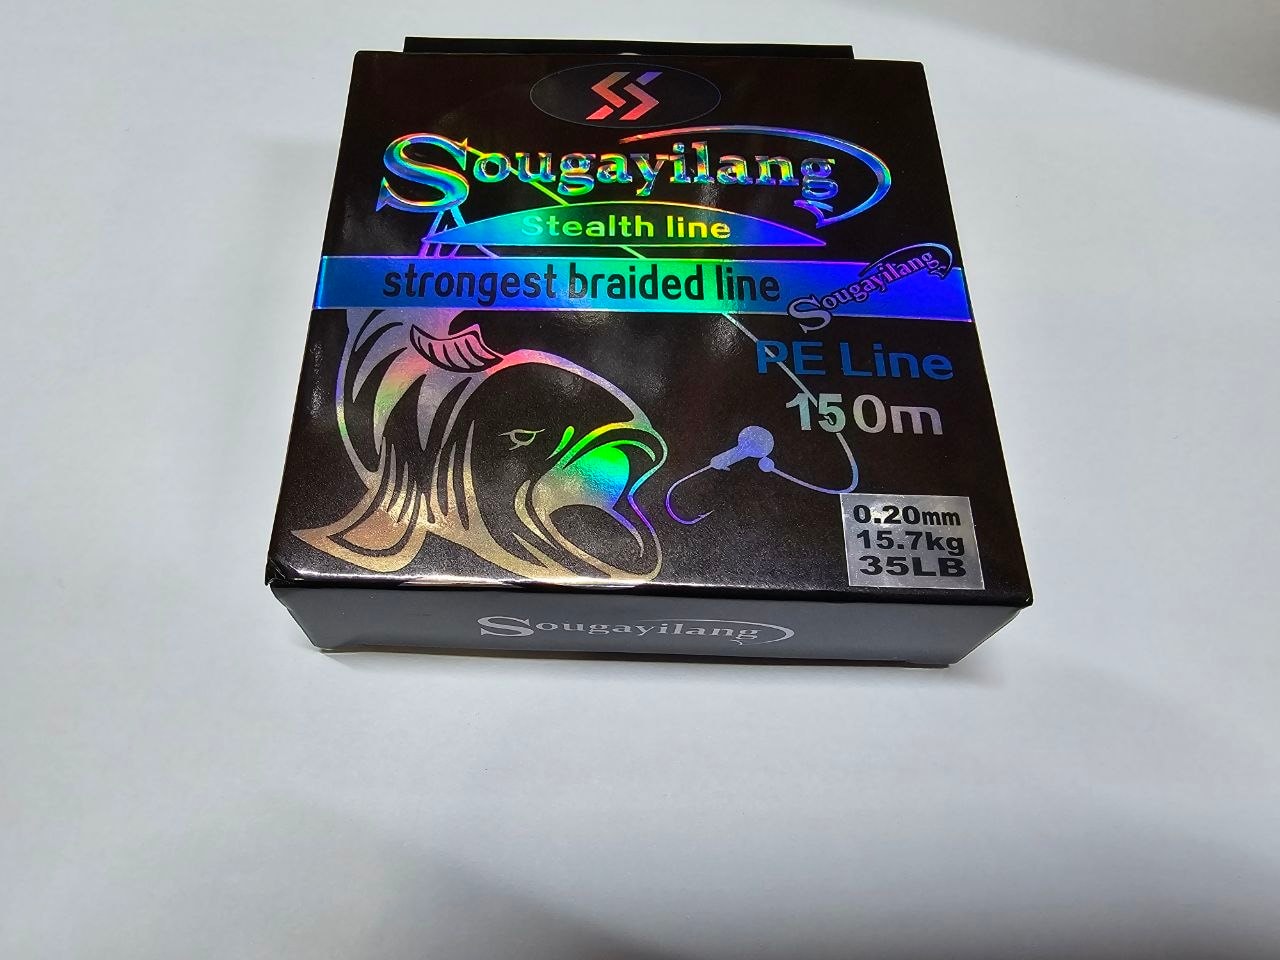 Sougayilang
Stealth line
strongest braided line
Sougayilang
PE Line
150m
0.20mm
15.7kg
35LB
Sougayilang